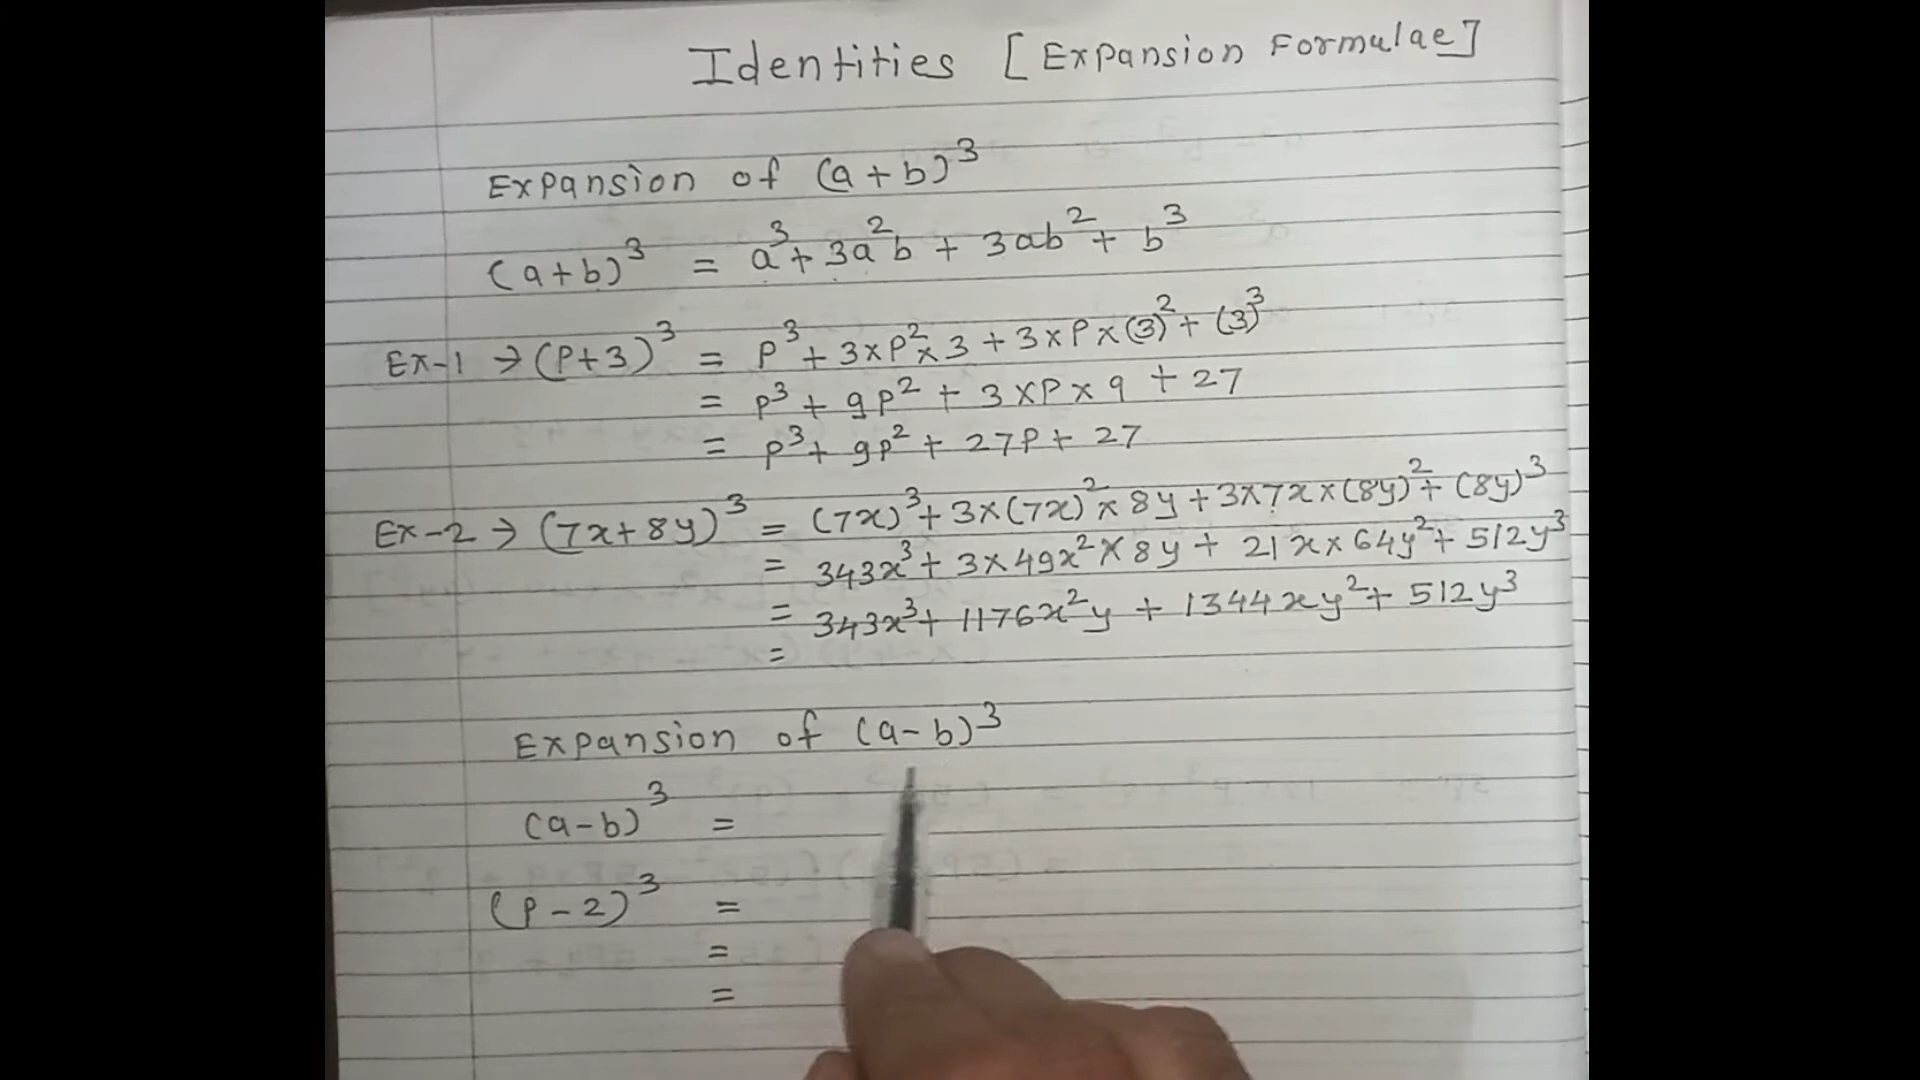 Identities [Expansion Formulae]
Expansion of (a+b)³
(a+b)³ = a³ + 3a²b + 3ab² + b³
Ex-1 → (P+3)³ = P³ + 3×P²×3 + 3×P×(3)² + (3)³
= P³ + 9P² + 3×P×9 + 27
= P³ + 9P² + 27P + 27
Ex-2 → (7x+8y)³ = (7x)³ + 3×(7x)²×8y + 3×7x×(8y)² + (8y)³
= 343x³ + 3×49x²×8y + 21x×64y² + 512y³
= 343x³ + 1176x²y + 1344xy² + 512y³
=
Expansion of (a-b)³
(a-b)³ =
(P-2)³ =
=
=